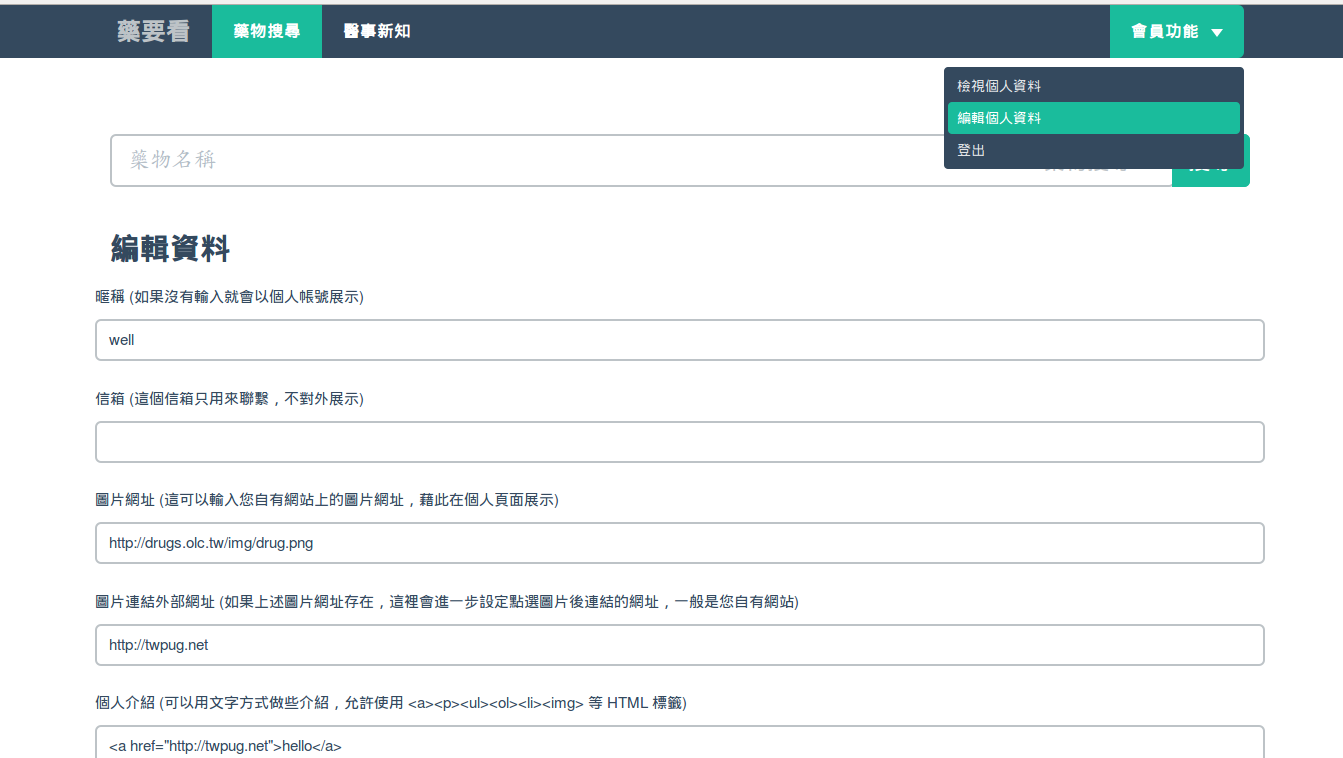 藥要看 藥物搜尋 醫事新知 會員功能
檢視個人資料
編輯個人資料
登出
藥物名稱
編輯資料
暱稱 (如果沒有輸入就會以個人帳號展示)
well
信箱 (這個信箱只用來聯繫，不對外展示)
圖片網址 (這可以輸入您自有網站上的圖片網址，藉此在個人頁面展示)
http://drugs.olc.tw/img/drug.png
圖片連結外部網址 (如果上述圖片網址存在，這裡會進一步設定點選圖片後連結的網址，一般是您自有網站)
http://twpug.net
個人介紹 (可以用文字方式做些介紹，允許使用 <a><p><ul><ol><li><img> 等 HTML 標籤)
<a href="http://twpug.net">hello</a>